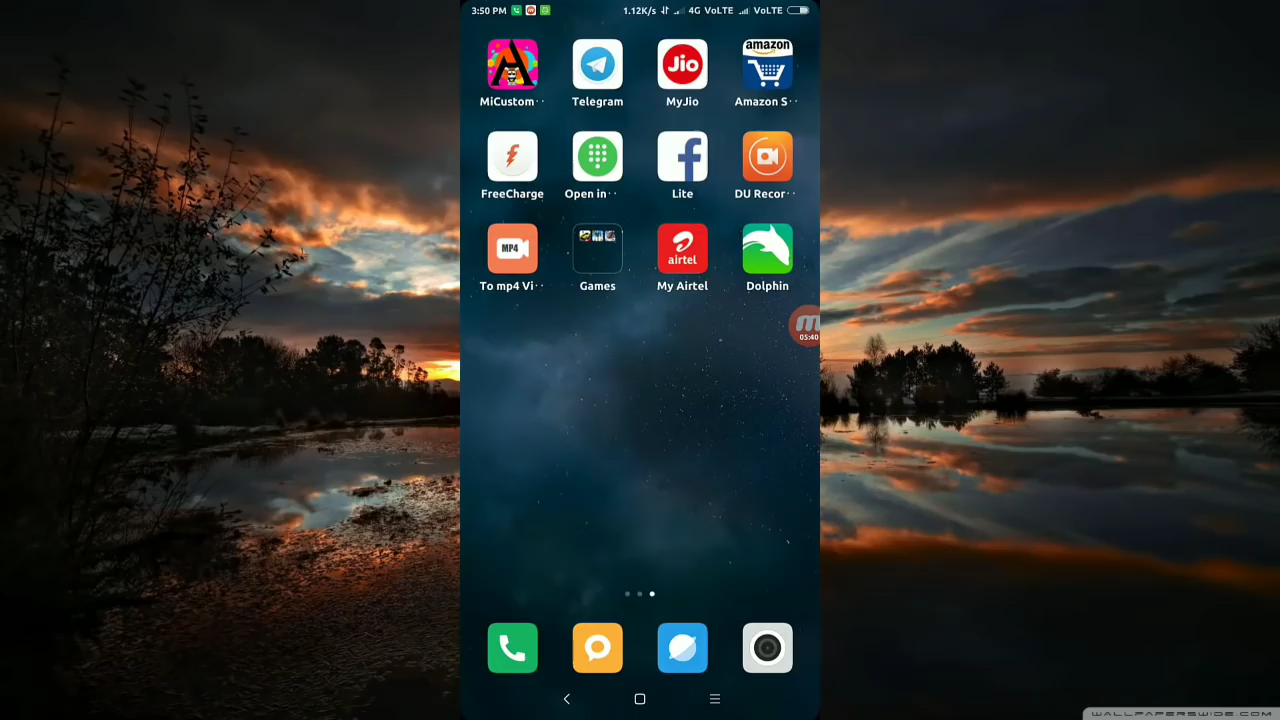 3:50 PM 1.12K/s 4G VoLTE VoLTE
amazon
Jio
MiCustom··
Telegram
MyJio
Amazon S··
FreeCharge
Open in··
Lite
DU Recor··
MP4
airtel
To mp4 Vi··
Games
My Airtel
Dolphin
05:40
WALLPAPERSWIDE.COM